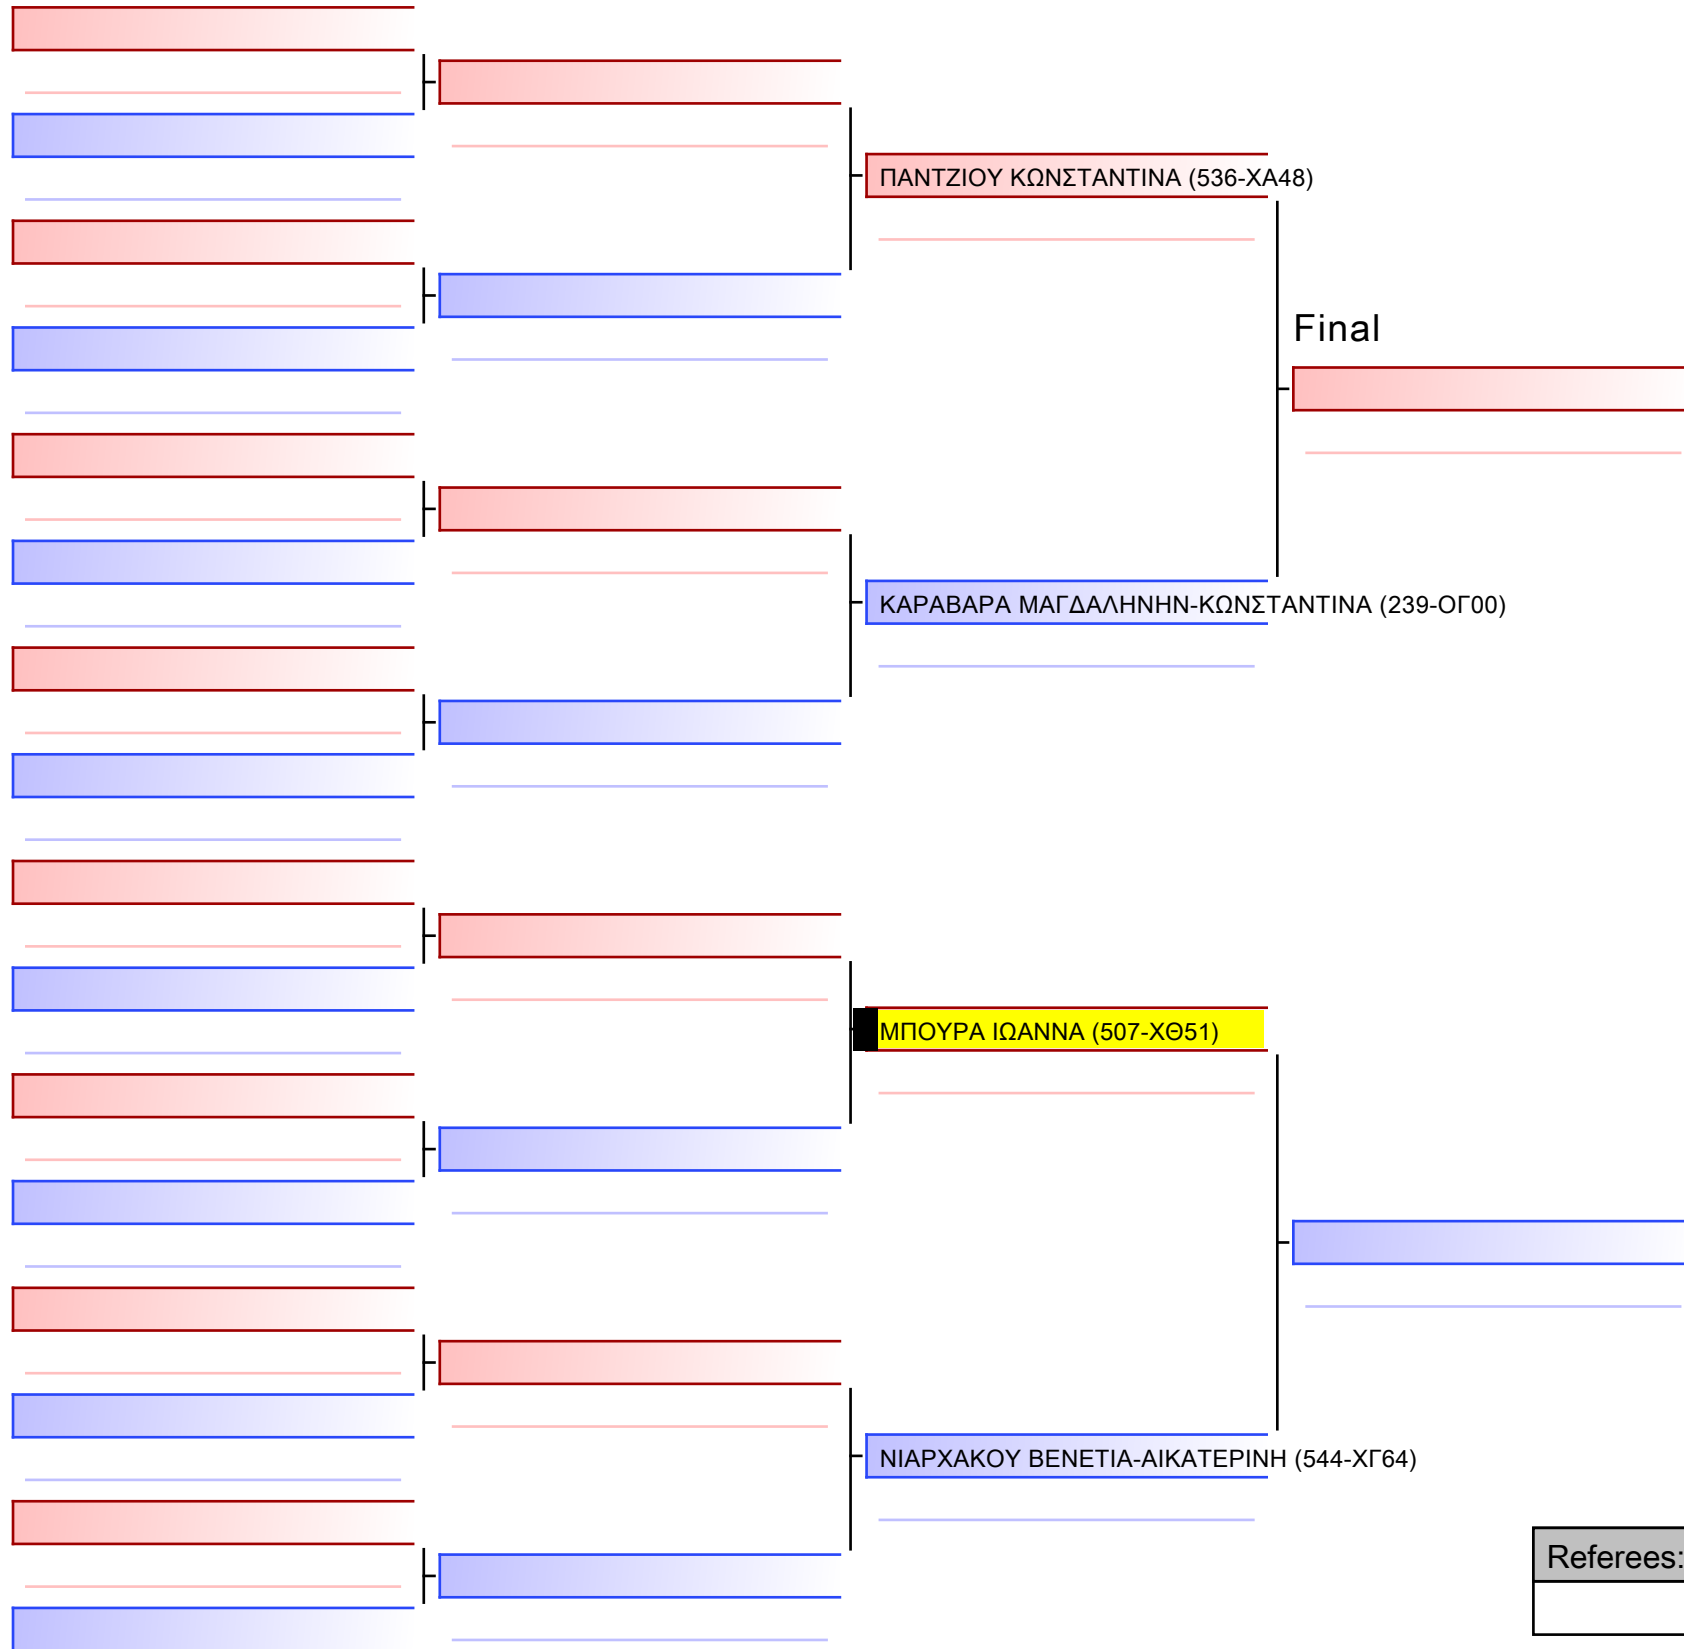 ΠΑΝΤΖΙΟΥ ΚΩΝΣΤΑΝΤΙΝΑ (536-ΧΑ48)
Final
ΚΑΡΑΒΑΡΑ ΜΑΓΔΑΛΗΝΗΝ-ΚΩΝΣΤΑΝΤΙΝΑ (239-ΟΓ00)
ΜΠΟΥΡΑ ΙΩΑΝΝΑ (507-ΧΘ51)
ΝΙΑΡΧΑΚΟΥ ΒΕΝΕΤΙΑ-ΑΙΚΑΤΕΡΙΝΗ (544-ΧΓ64)
Referees: